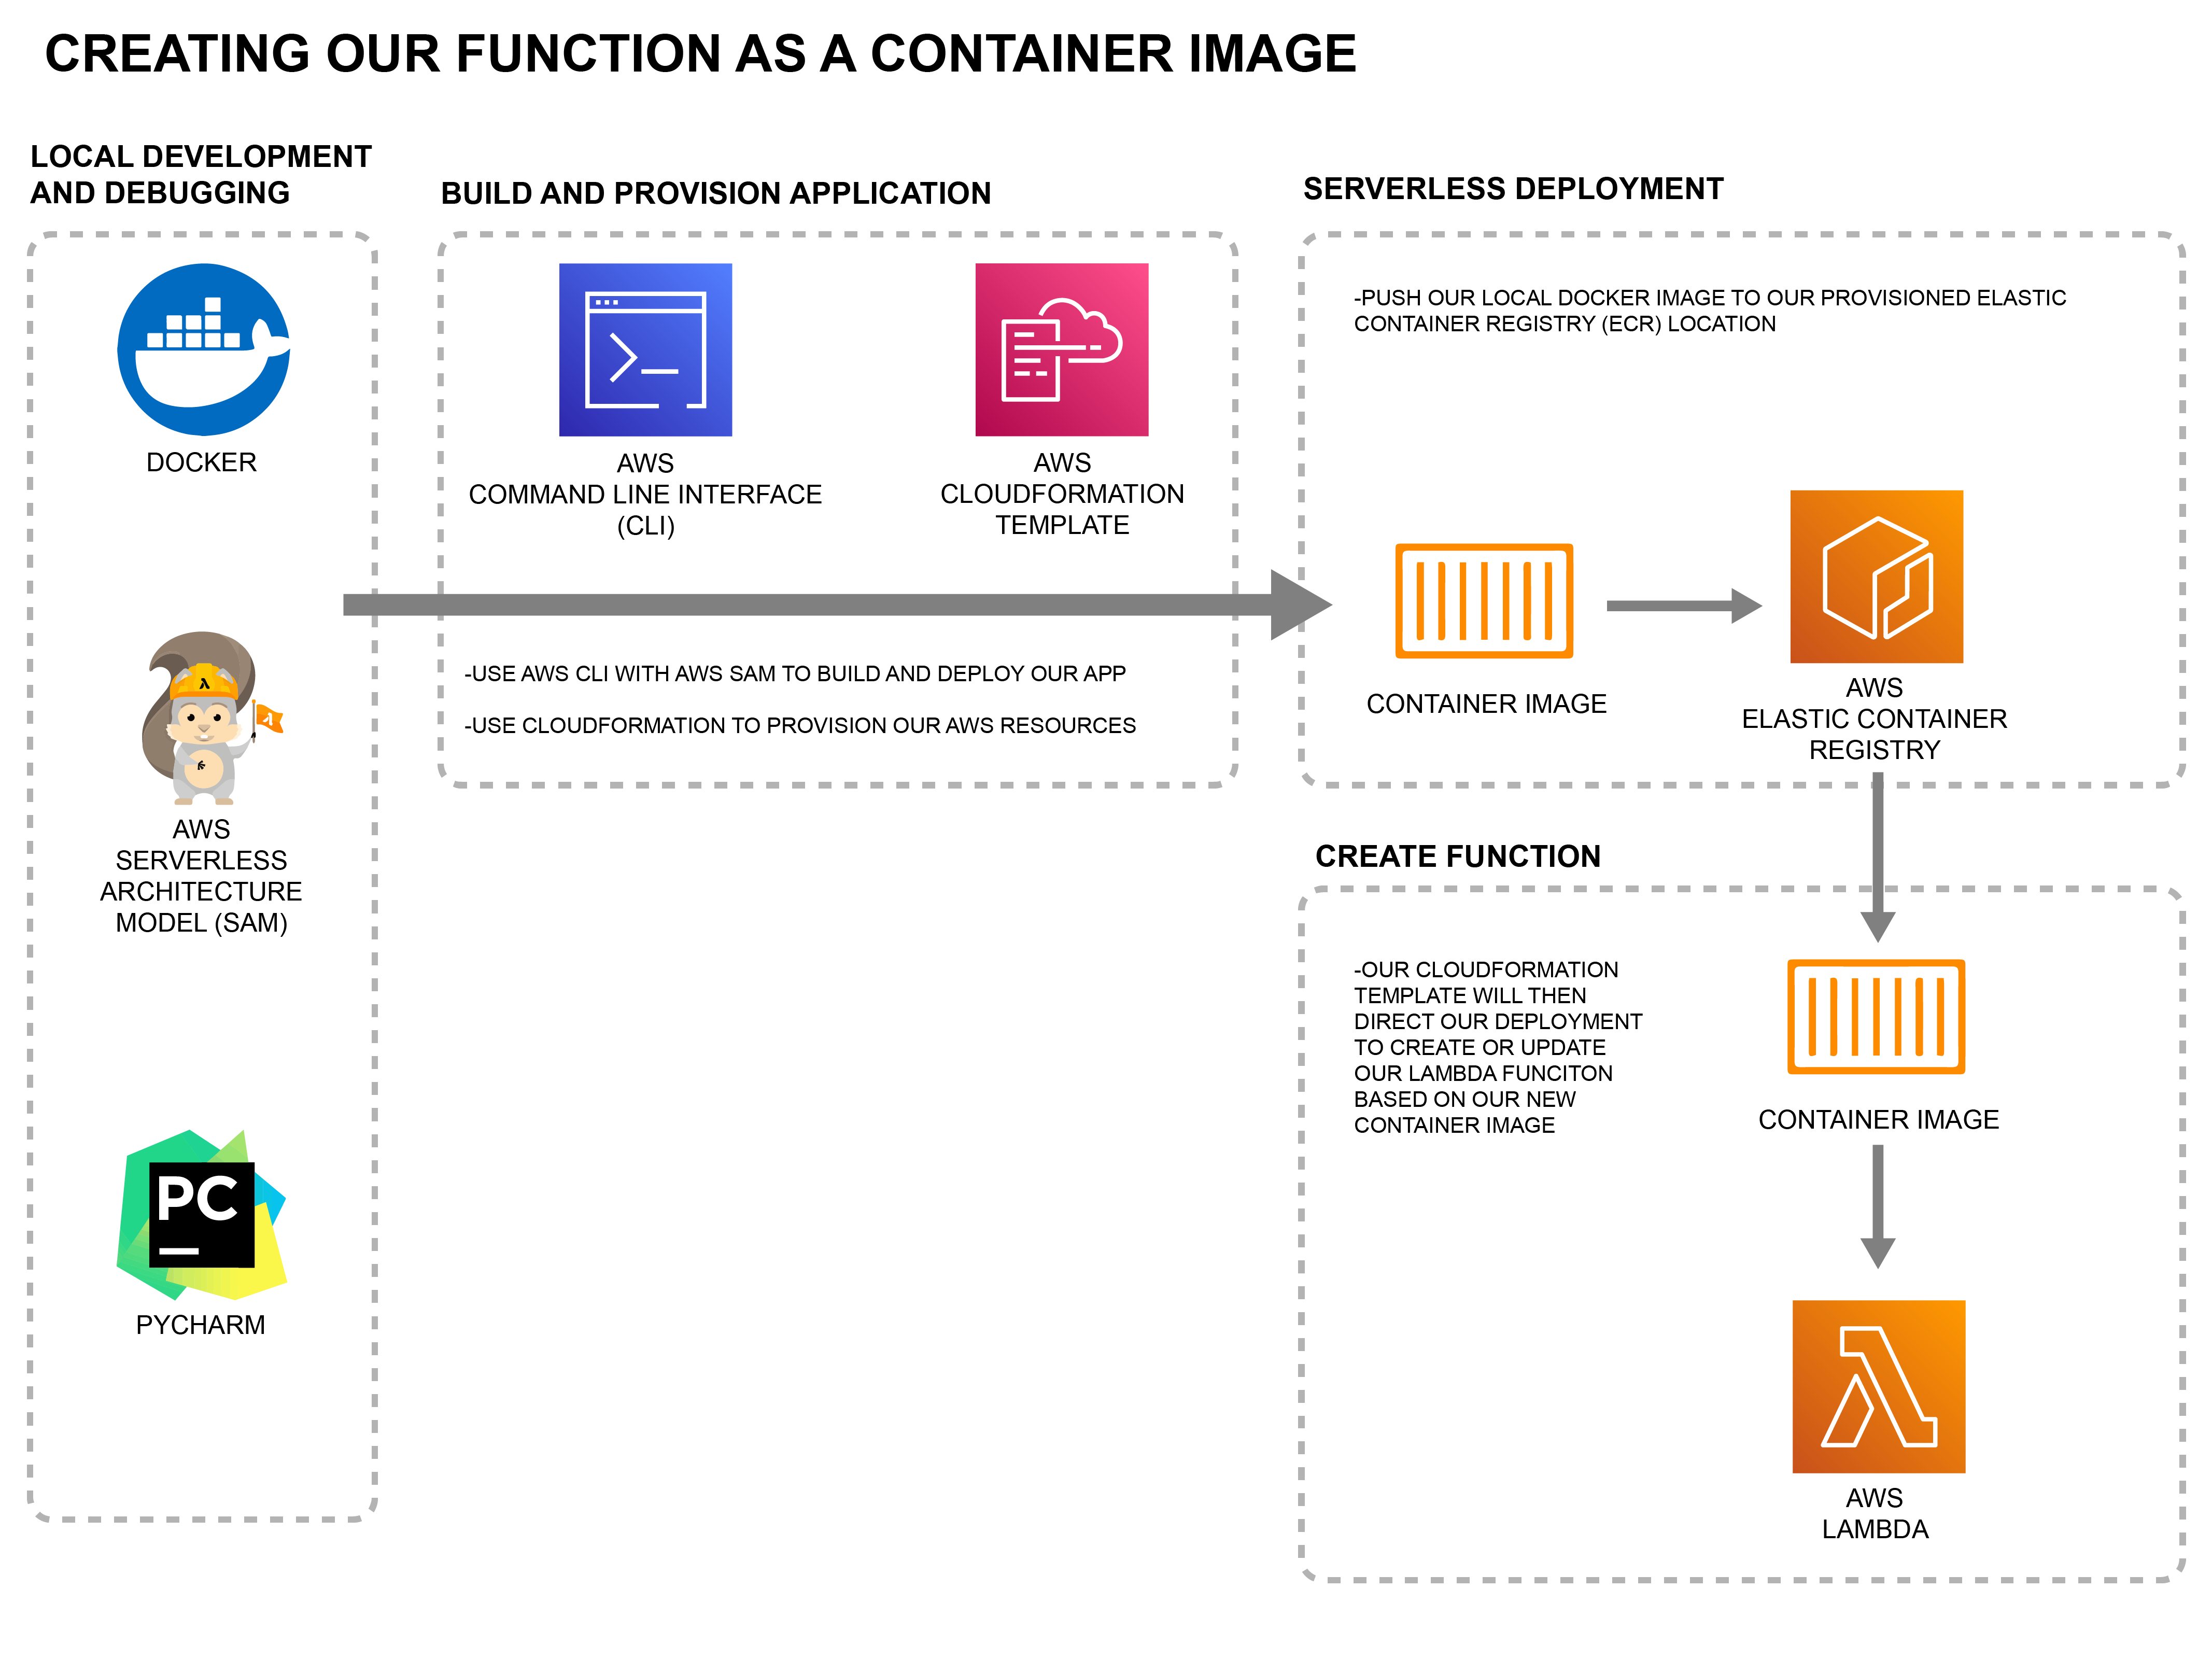 CREATING OUR FUNCTION AS A CONTAINER IMAGE
LOCAL DEVELOPMENT
AND DEBUGGING
DOCKER
AWS
SERVERLESS
ARCHITECTURE
MODEL (SAM)
PC
PYCHARM
BUILD AND PROVISION APPLICATION
AWS
COMMAND LINE INTERFACE
(CLI)
AWS
CLOUDFORMATION
TEMPLATE
-USE AWS CLI WITH AWS SAM TO BUILD AND DEPLOY OUR APP
-USE CLOUDFORMATION TO PROVISION OUR AWS RESOURCES
SERVERLESS DEPLOYMENT
-PUSH OUR LOCAL DOCKER IMAGE TO OUR PROVISIONED ELASTIC
CONTAINER REGISTRY (ECR) LOCATION
CONTAINER IMAGE
AWS
ELASTIC CONTAINER
REGISTRY
CREATE FUNCTION
-OUR CLOUDFORMATION
TEMPLATE WILL THEN
DIRECT OUR DEPLOYMENT
TO CREATE OR UPDATE
OUR LAMBDA FUNCITON
BASED ON OUR NEW
CONTAINER IMAGE
CONTAINER IMAGE
AWS
LAMBDA